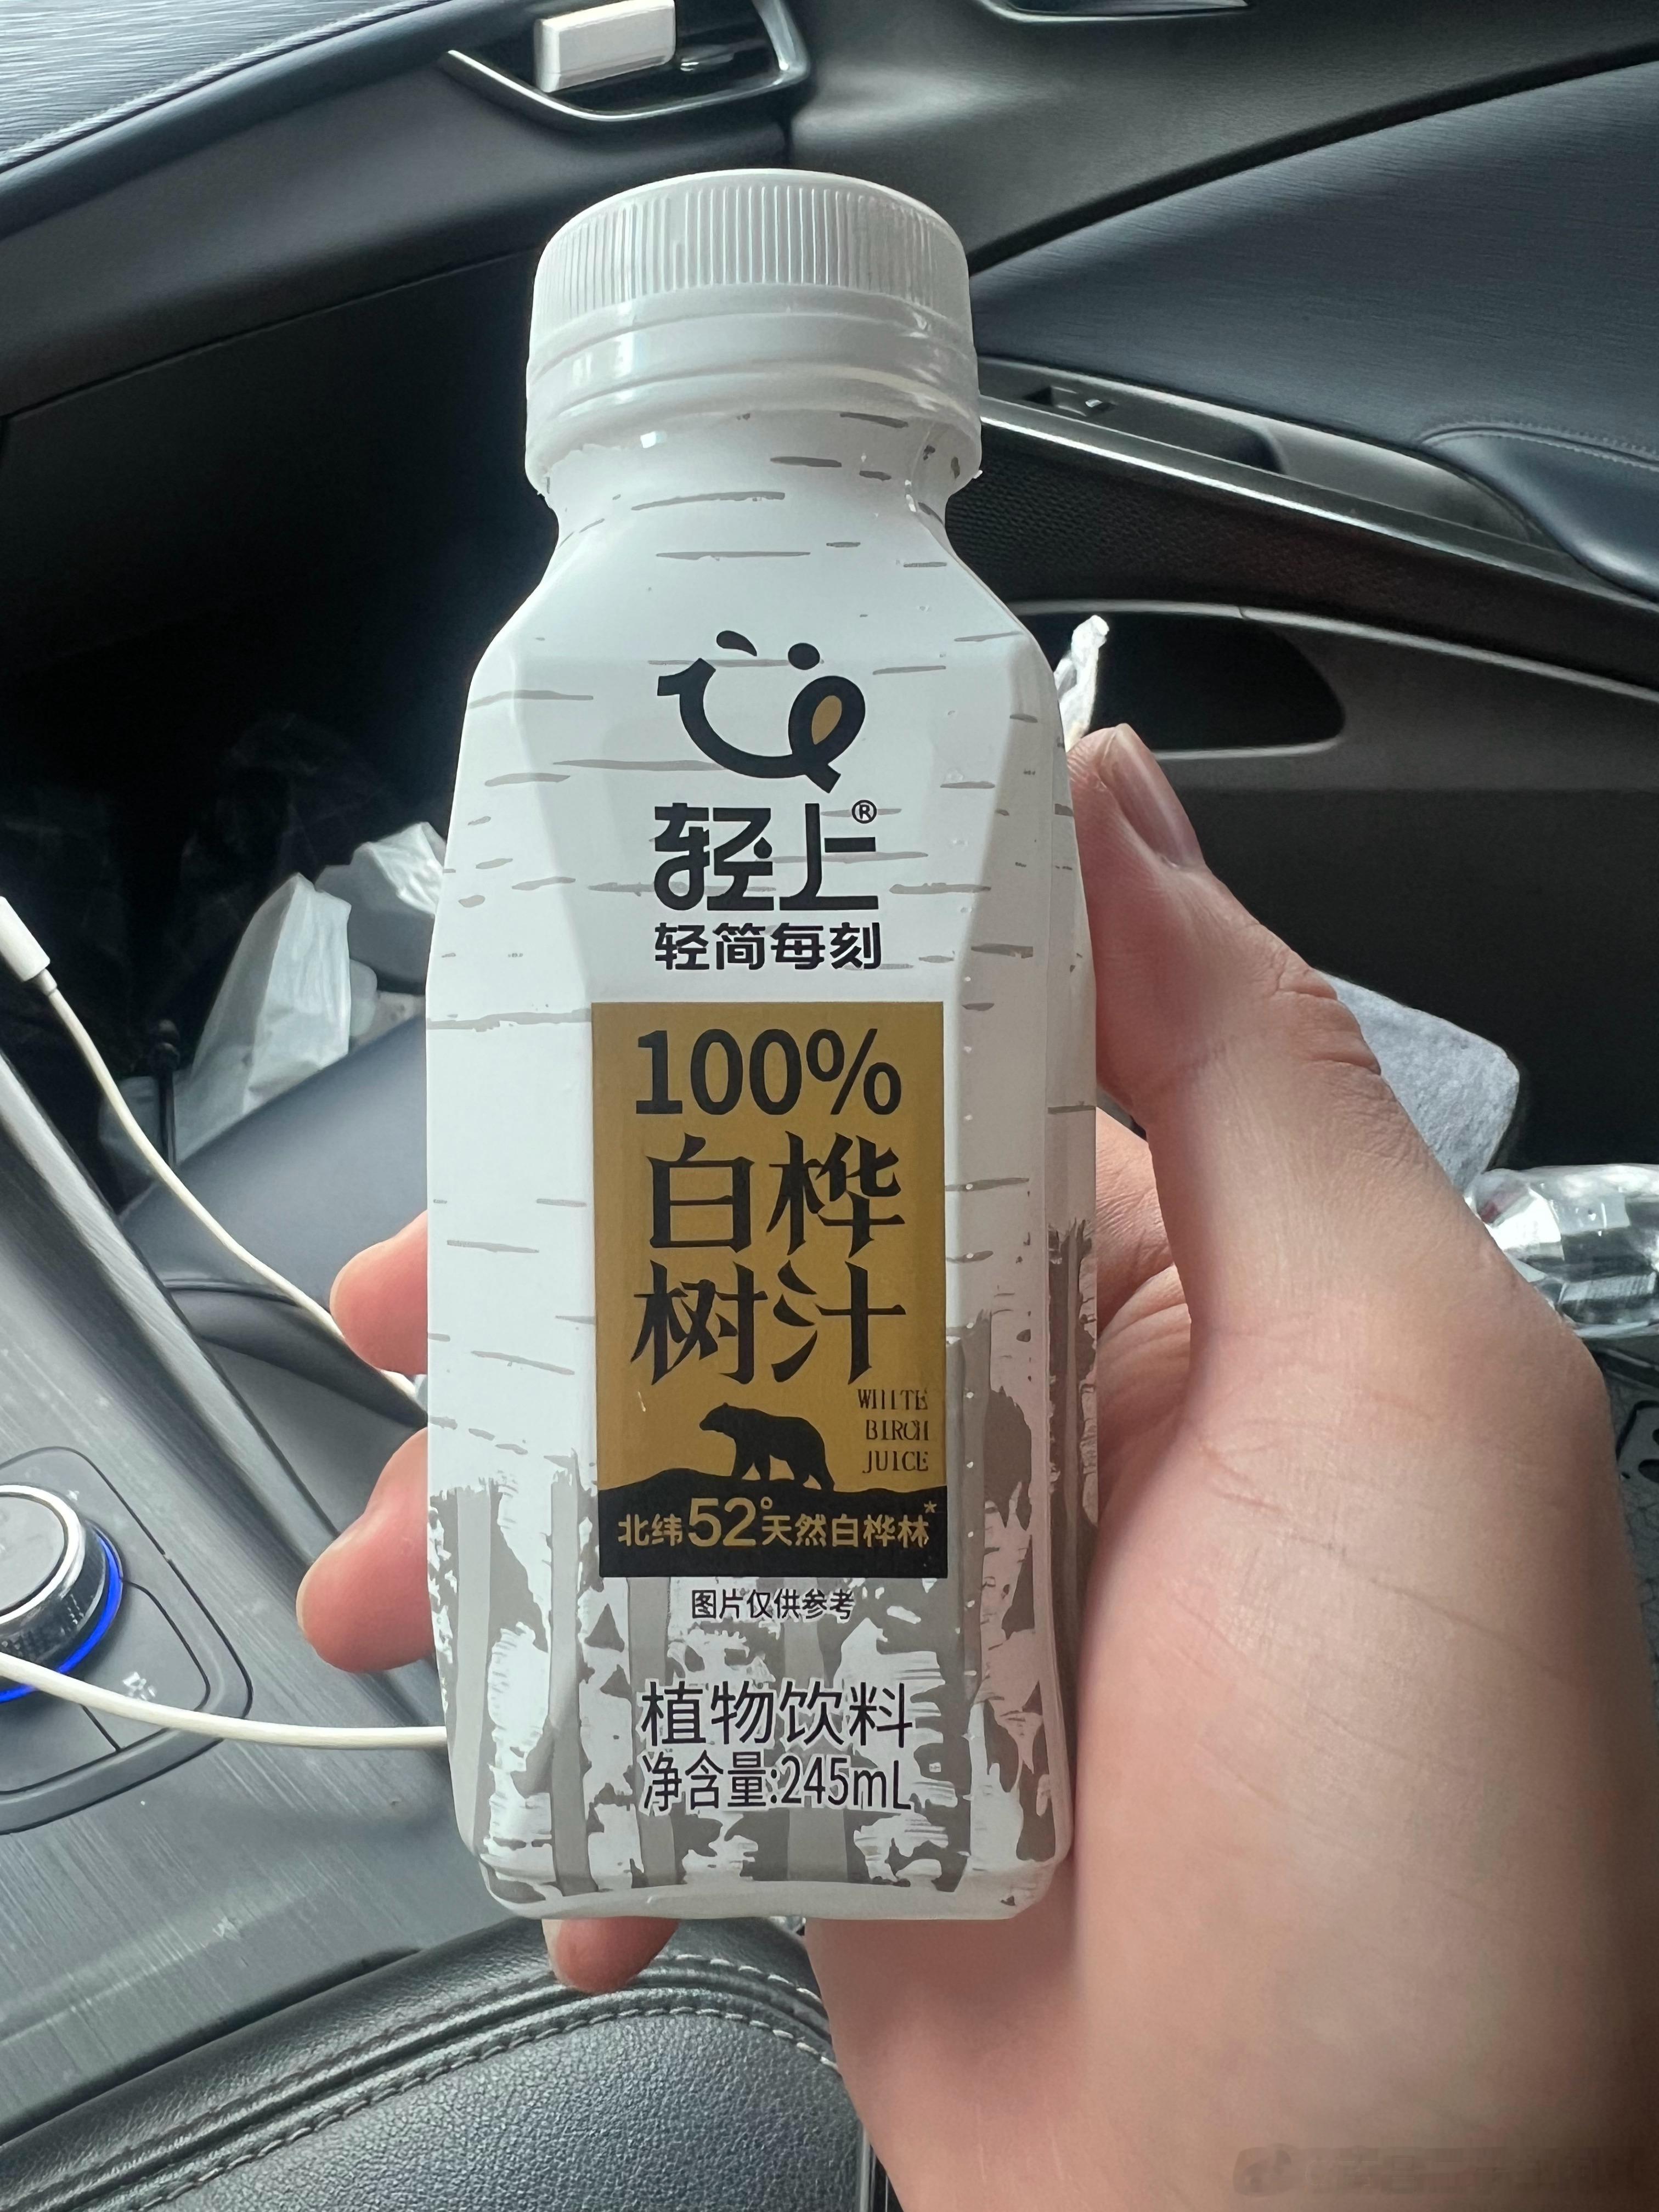 轻上®
轻简每刻
100%
白桦
树汁
WHITE
BIRCH
JUICE
北纬52°天然白桦林*
图片仅供参考
植物饮料
净含量:245mL